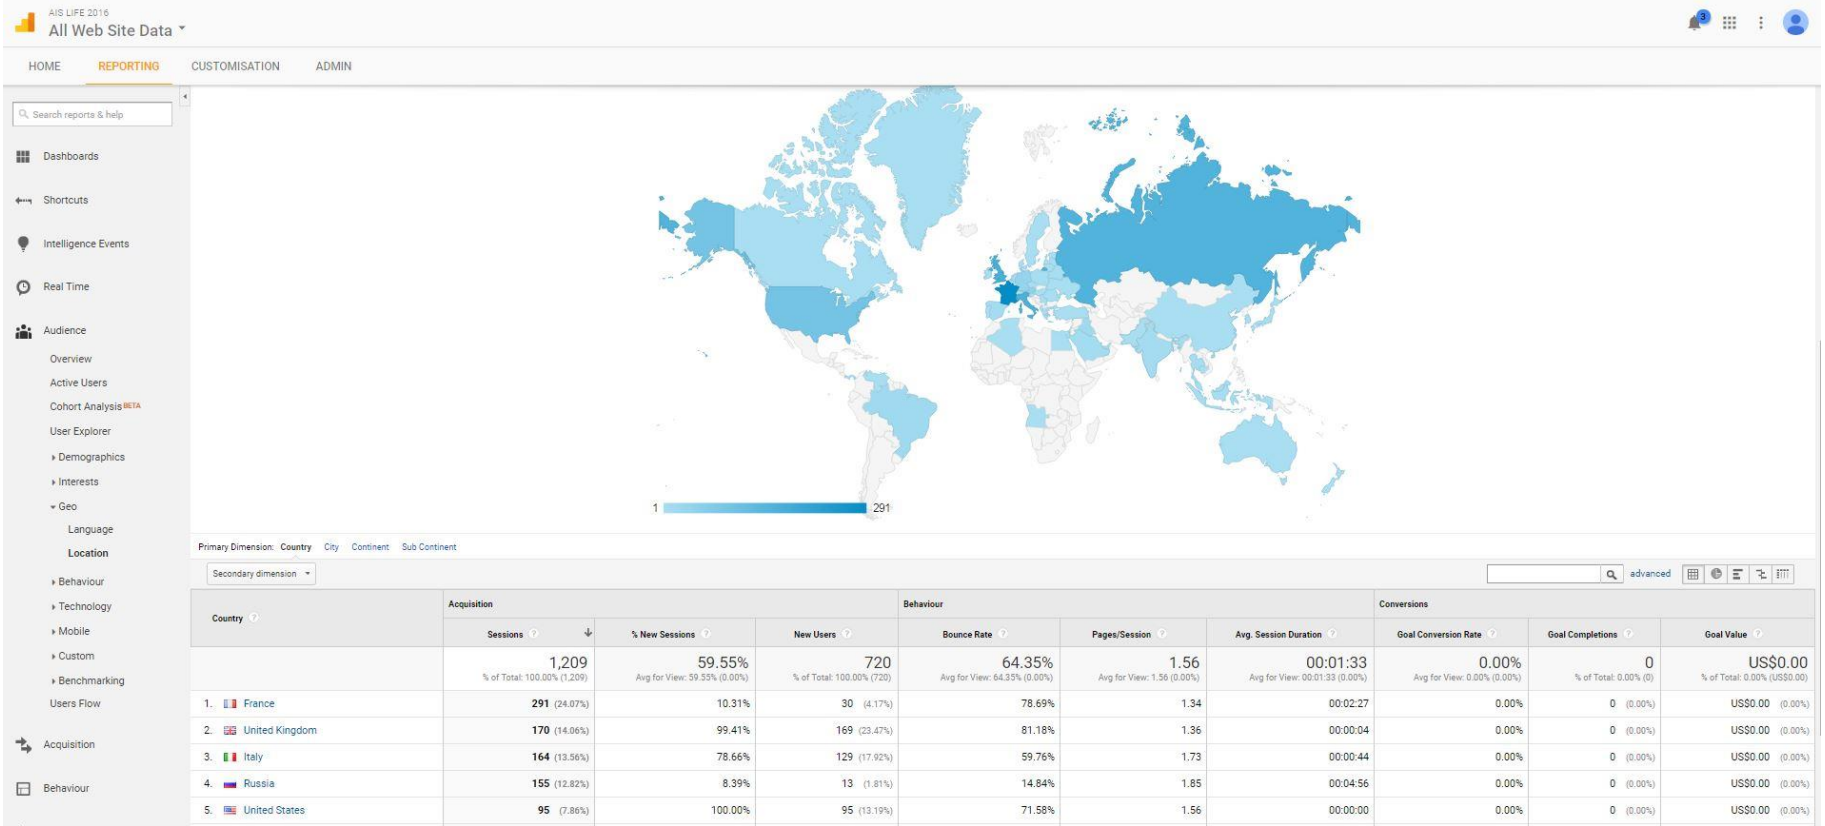 AIS LIFE 2016
All Web Site Data
3
HOME REPORTING CUSTOMISATION ADMIN
Search reports & help
Dashboards
Shortcuts
Intelligence Events
Real Time
Audience
Overview
Active Users
Cohort Analysis BETA
User Explorer
Demographics
Interests
Geo
Language
Location
Behaviour
Technology
Mobile
Custom
Benchmarking
Users Flow
Acquisition
Behaviour
1 291
Primary Dimension: Country City Continent Sub Continent
Secondary dimension
advanced
Country ? Acquisition Behaviour Conversions
Sessions ? % New Sessions ? New Users ? Bounce Rate ? Pages/Session ? Avg. Session Duration ? Goal Conversion Rate ? Goal Completions ? Goal Value ?
1,209 59.55% 720 64.35% 1.56 00:01:33 0.00% 0 US$0.00
% of Total: 100.00% (1,209) Avg for View: 59.55% (0.00%) % of Total: 100.00% (720) Avg for View: 64.35% (0.00%) Avg for View: 1.56 (0.00%) Avg for View: 00:01:33 (0.00%) Avg for View: 0.00% (0.00%) % of Total: 0.00% (0) % of Total: 0.00% (US$0.00)
1. France 291 (24.07%) 10.31% 30 (4.17%) 78.69% 1.34 00:02:27 0.00% 0 (0.00%) US$0.00 (0.00%)
2. United Kingdom 170 (14.06%) 99.41% 169 (23.47%) 81.18% 1.36 00:00:04 0.00% 0 (0.00%) US$0.00 (0.00%)
3. Italy 164 (13.56%) 78.66% 129 (17.92%) 59.76% 1.73 00:00:44 0.00% 0 (0.00%) US$0.00 (0.00%)
4. Russia 155 (12.82%) 8.39% 13 (1.81%) 14.84% 1.85 00:04:56 0.00% 0 (0.00%) US$0.00 (0.00%)
5. United States 95 (7.86%) 100.00% 95 (13.19%) 71.58% 1.56 00:00:00 0.00% 0 (0.00%) US$0.00 (0.00%)